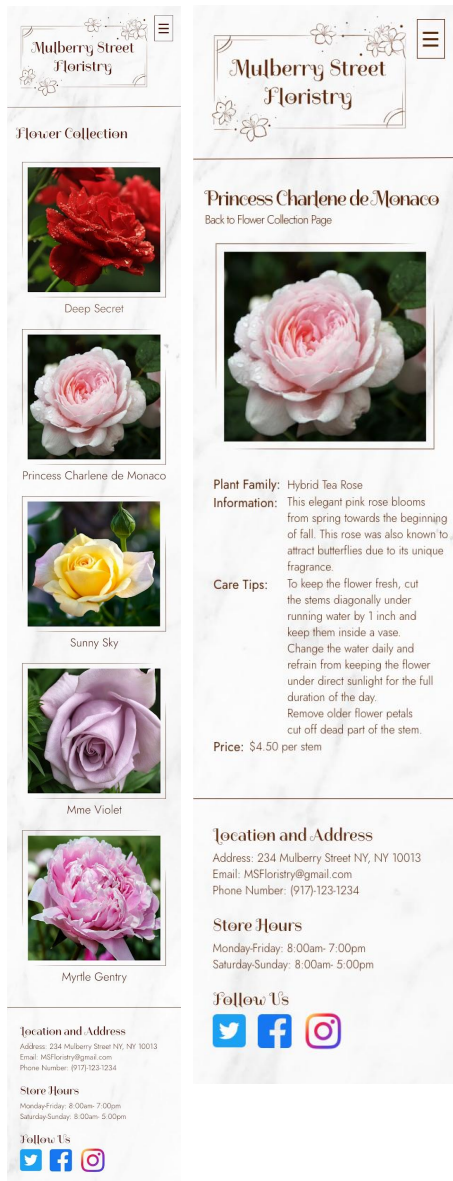 Mulberry Street
Floristry
Flower Collection
Deep Secret
Princess Charlene de Monaco
Sunny Sky
Mme Violet
Myrtle Gentry
Location and Address
Address: 234 Mulberry Street NY, NY 10013
Email: MSFloristry@gmail.com
Phone Number: (917)-123-1234
Store Hours
Monday-Friday: 8:00am- 7:00pm
Saturday-Sunday: 8:00am- 5:00pm
Follow Us
Mulberry Street
Floristry
Princess Charlene de Monaco
Back to Flower Collection Page
Plant Family: Hybrid Tea Rose
Information: This elegant pink rose blooms
from spring towards the beginning
of fall. This rose was also known to
attract butterflies due to its unique
fragrance.
Care Tips: To keep the flower fresh, cut
the stems diagonally under
running water by 1 inch and
keep them inside a vase.
Change the water daily and
refrain from keeping the flower
under direct sunlight for the full
duration of the day.
Remove older flower petals
cut off dead part of the stem.
Price: $4.50 per stem
Location and Address
Address: 234 Mulberry Street NY, NY 10013
Email: MSFloristry@gmail.com
Phone Number: (917)-123-1234
Store Hours
Monday-Friday: 8:00am- 7:00pm
Saturday-Sunday: 8:00am- 5:00pm
Follow Us